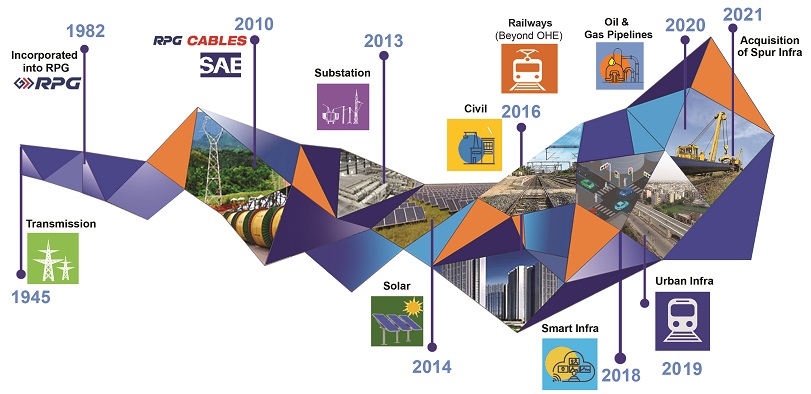 1945
Transmission
1982
Incorporated
into RPG
RPG
2010
RPG CABLES
SAE
2013
Substation
2014
Solar
Civil
2016
Railways
(Beyond OHE)
2018
Smart Infra
2019
Urban Infra
Oil &
Gas Pipelines
2020
2021
Acquisition
of Spur Infra